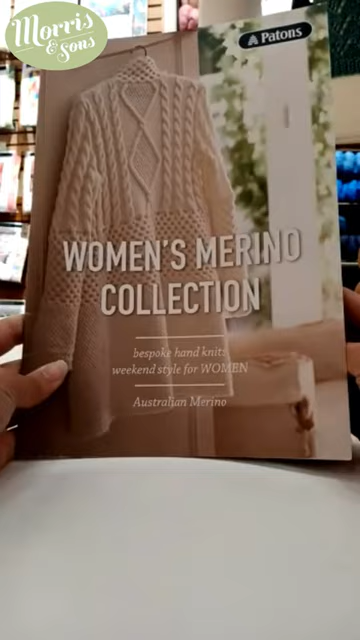 Morris
& Sons
Patons
WOMEN'S MERINO
COLLECTION
bespoke hand knits
weekend style for WOMEN
Australian Merino